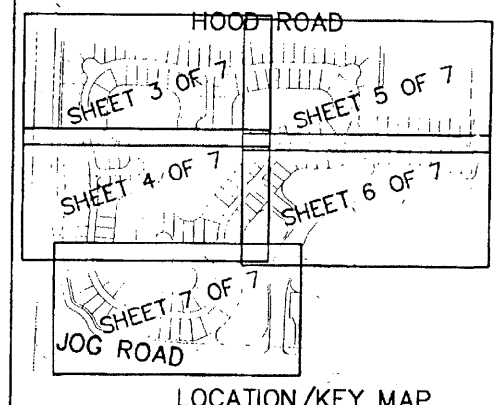 HOOD ROAD
SHEET 3 OF 7
SHEET 5 OF 7
SHEET 4 OF 7
SHEET 6 OF 7
SHEET 7 OF 7
JOG ROAD
LOCATION/KEY MAP